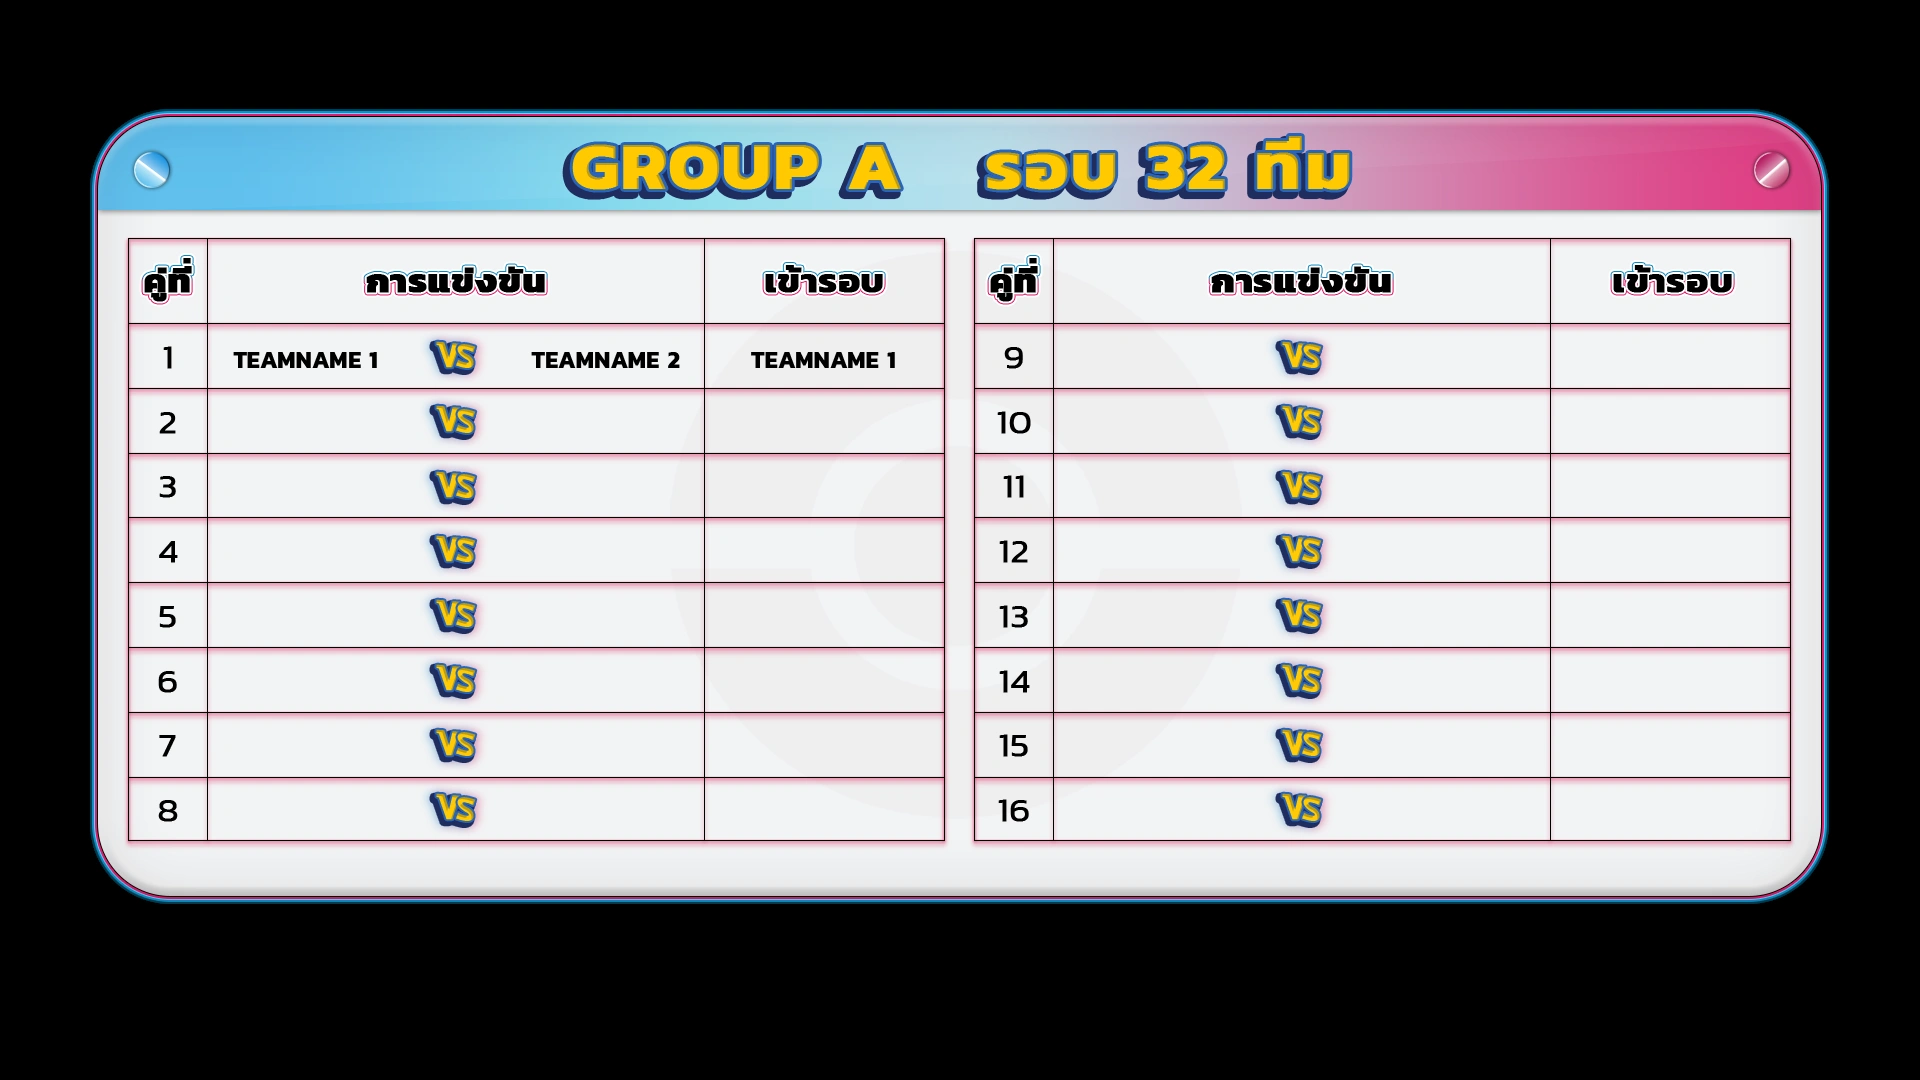 GROUP A รอบ 32 ทีม
คู่ที่ การแข่งขัน เข้ารอบ
1 TEAMNAME 1 VS TEAMNAME 2 TEAMNAME 1
2 VS
3 VS
4 VS
5 VS
6 VS
7 VS
8 VS
คู่ที่ การแข่งขัน เข้ารอบ
9 VS
10 VS
11 VS
12 VS
13 VS
14 VS
15 VS
16 VS